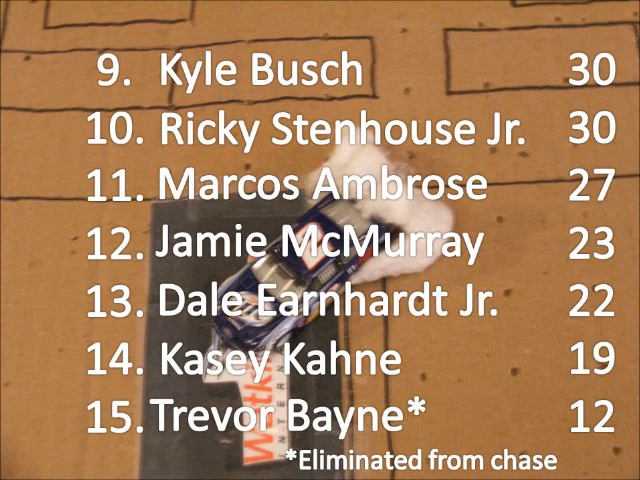 9. Kyle Busch 30
10. Ricky Stenhouse Jr. 30
11. Marcos Ambrose 27
12. Jamie McMurray 23
13. Dale Earnhardt Jr. 22
14. Kasey Kahne 19
15. Trevor Bayne* 12
*Eliminated from chase